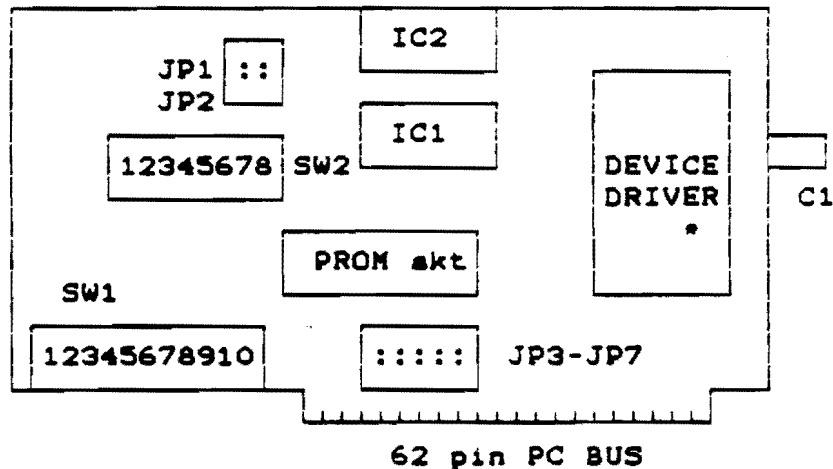 IC2
JP1 ::
JP2
IC1
12345678 SW2
DEVICE
DRIVER
*
C1
PROM akt
SW1
12345678910
::::: JP3-JP7
62 pin PC BUS